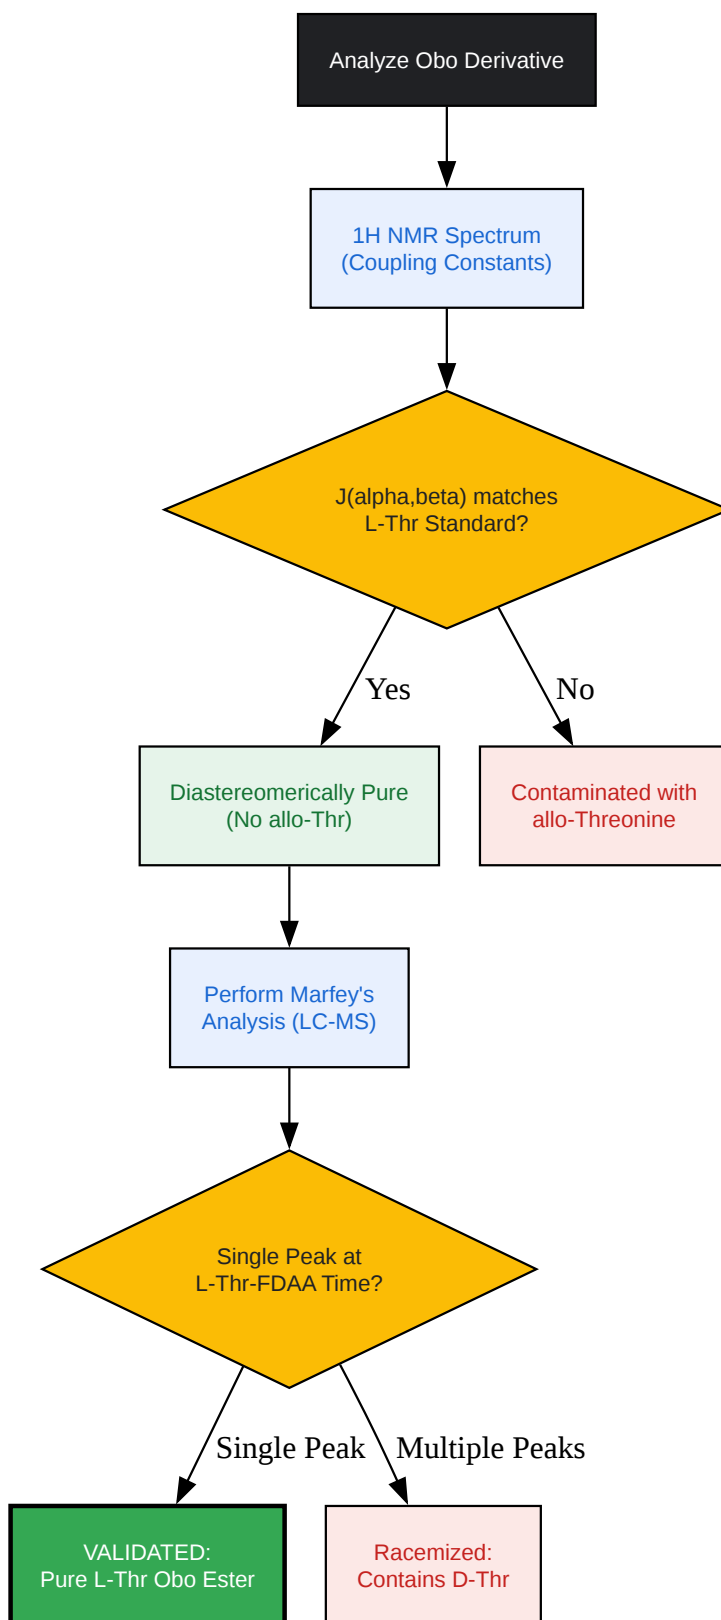 Analyze Obo Derivative
1H NMR Spectrum
(Coupling Constants)
J(alpha,beta) matches
L-Thr Standard?
Yes
No
Diastereomerically Pure
(No allo-Thr)
Contaminated with
allo-Threonine
Perform Marfey's
Analysis (LC-MS)
Single Peak at
L-Thr-FDAA Time?
Single Peak
Multiple Peaks
VALIDATED:
Pure L-Thr Obo Ester
Racemized:
Contains D-Thr